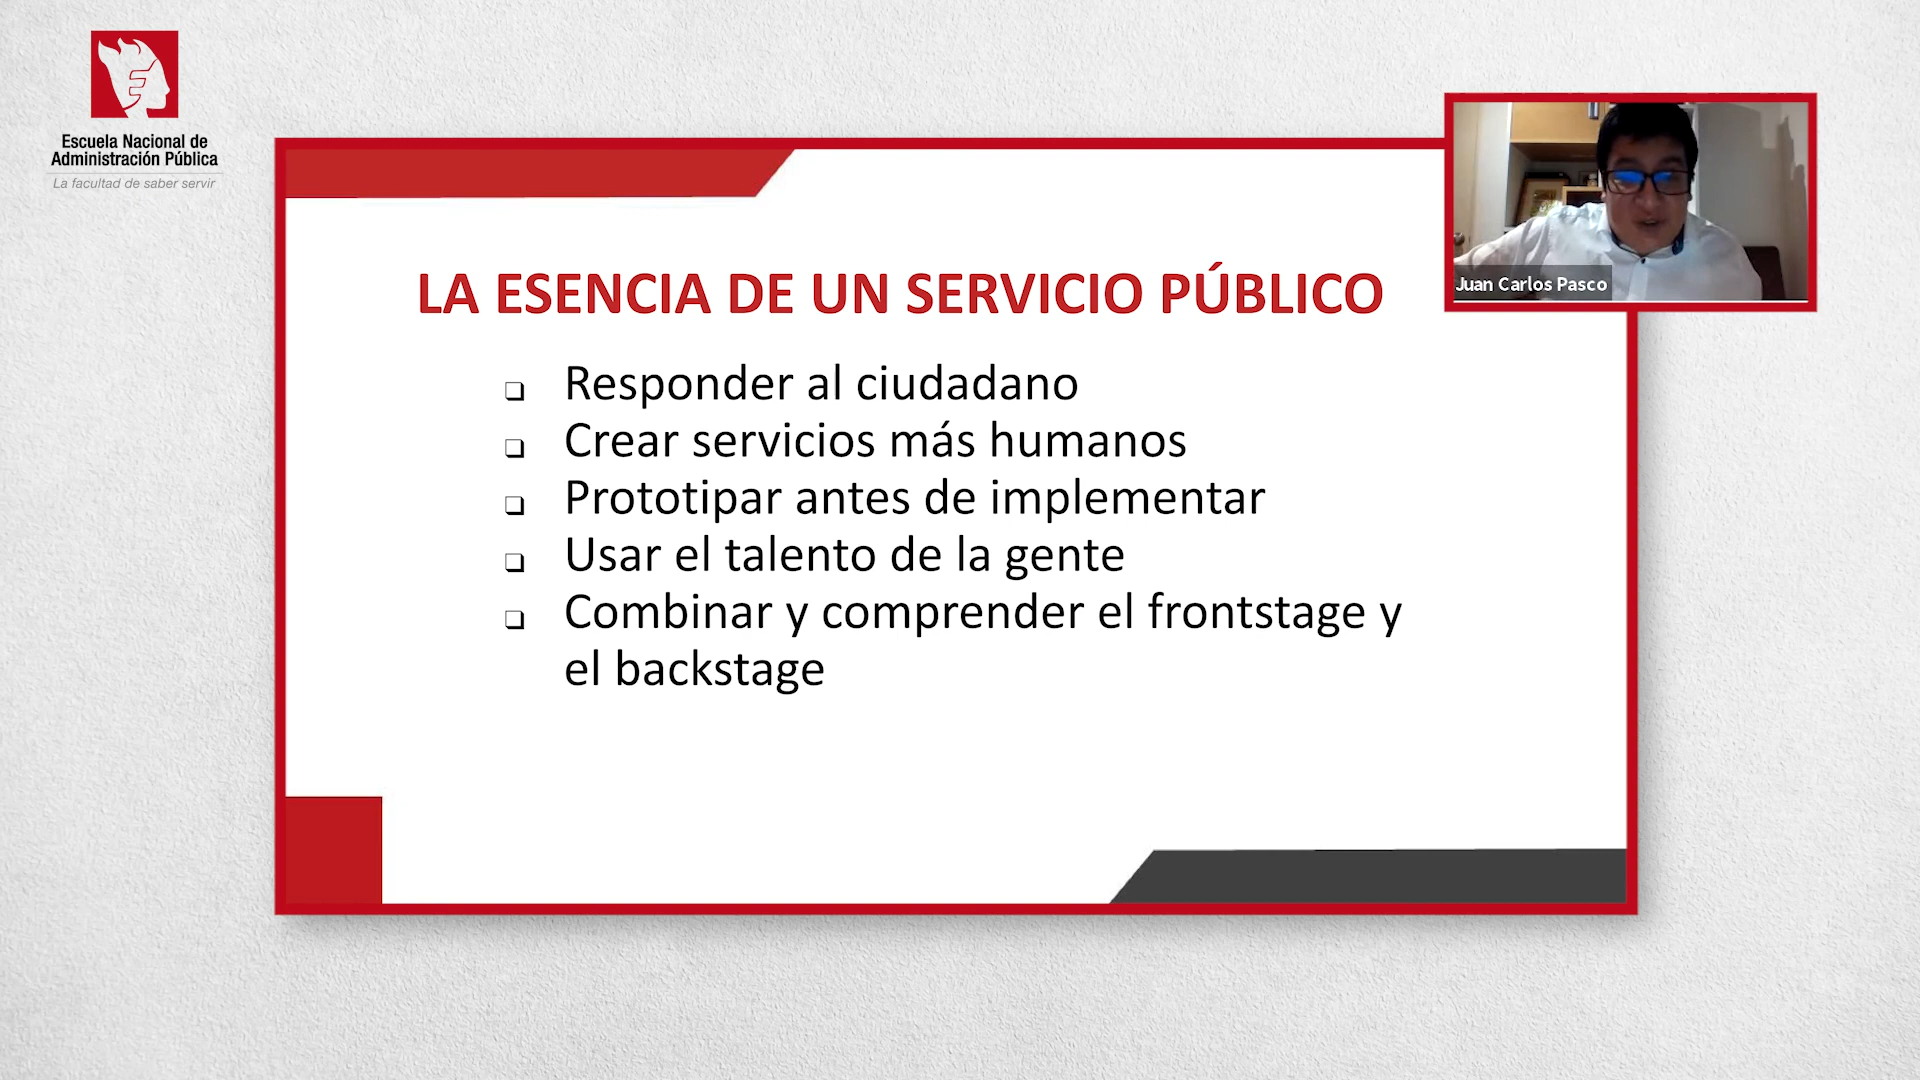 Escuela Nacional de
Administración Pública
La facultad de saber servir
Juan Carlos Pasco
LA ESENCIA DE UN SERVICIO PÚBLICO
❑ Responder al ciudadano
❑ Crear servicios más humanos
❑ Prototipar antes de implementar
❑ Usar el talento de la gente
❑ Combinar y comprender el frontstage y
el backstage